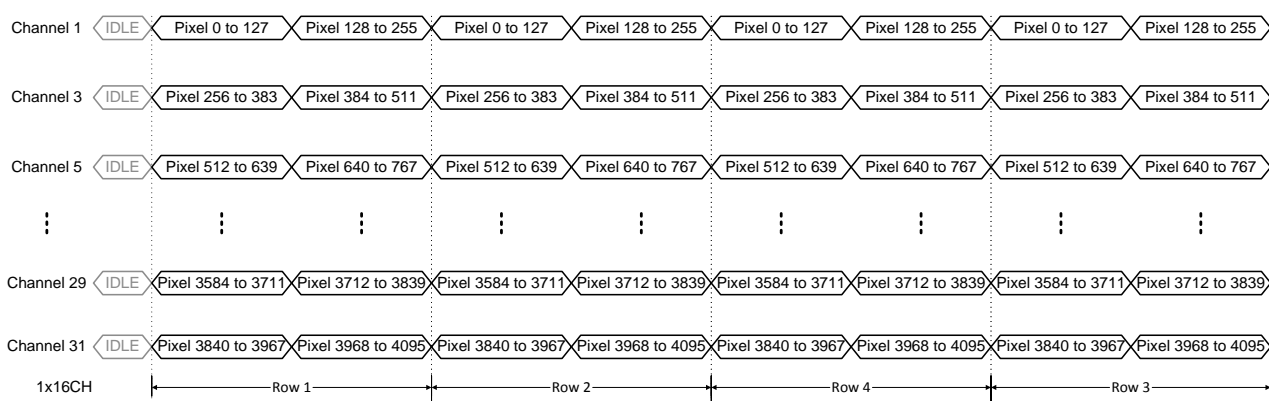 Channel 1 IDLE Pixel 0 to 127 Pixel 128 to 255 Pixel 0 to 127 Pixel 128 to 255 Pixel 0 to 127 Pixel 128 to 255 Pixel 0 to 127 Pixel 128 to 255
Channel 3 IDLE Pixel 256 to 383 Pixel 384 to 511 Pixel 256 to 383 Pixel 384 to 511 Pixel 256 to 383 Pixel 384 to 511 Pixel 256 to 383 Pixel 384 to 511
Channel 5 IDLE Pixel 512 to 639 Pixel 640 to 767 Pixel 512 to 639 Pixel 640 to 767 Pixel 512 to 639 Pixel 640 to 767 Pixel 512 to 639 Pixel 640 to 767
Channel 29 IDLE Pixel 3584 to 3711 Pixel 3712 to 3839 Pixel 3584 to 3711 Pixel 3712 to 3839 Pixel 3584 to 3711 Pixel 3712 to 3839 Pixel 3584 to 3711 Pixel 3712 to 3839
Channel 31 IDLE Pixel 3840 to 3967 Pixel 3968 to 4095 Pixel 3840 to 3967 Pixel 3968 to 4095 Pixel 3840 to 3967 Pixel 3968 to 4095 Pixel 3840 to 3967 Pixel 3968 to 4095
1x16CH Row 1 Row 2 Row 4 Row 3